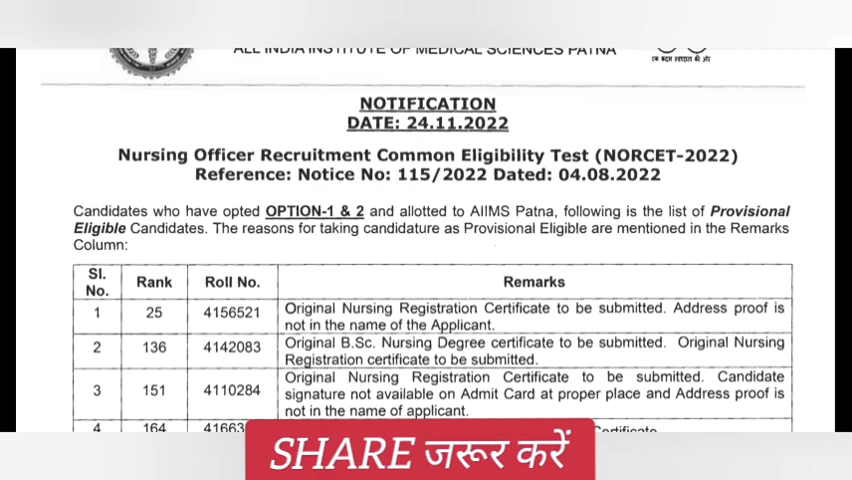 ALL INDIA INSTITUTE OF MEDICAL SCIENCES PATNA
एक कदम स्वच्छता की ओर
NOTIFICATION
DATE: 24.11.2022
Nursing Officer Recruitment Common Eligibility Test (NORCET-2022)
Reference: Notice No: 115/2022 Dated: 04.08.2022
Candidates who have opted OPTION-1 & 2 and allotted to AIIMS Patna, following is the list of Provisional
Eligible Candidates. The reasons for taking candidature as Provisional Eligible are mentioned in the Remarks
Column:
Sl. No. Rank Roll No. Remarks
1 25 4156521 Original Nursing Registration Certificate to be submitted. Address proof is
not in the name of the Applicant.
2 136 4142083 Original B.Sc. Nursing Degree certificate to be submitted. Original Nursing
Registration certificate to be submitted.
3 151 4110284 Original Nursing Registration Certificate to be submitted. Candidate
signature not available on Admit Card at proper place and Address proof is
not in the name of applicant.
4 164 Certificate
SHARE जरूर करें